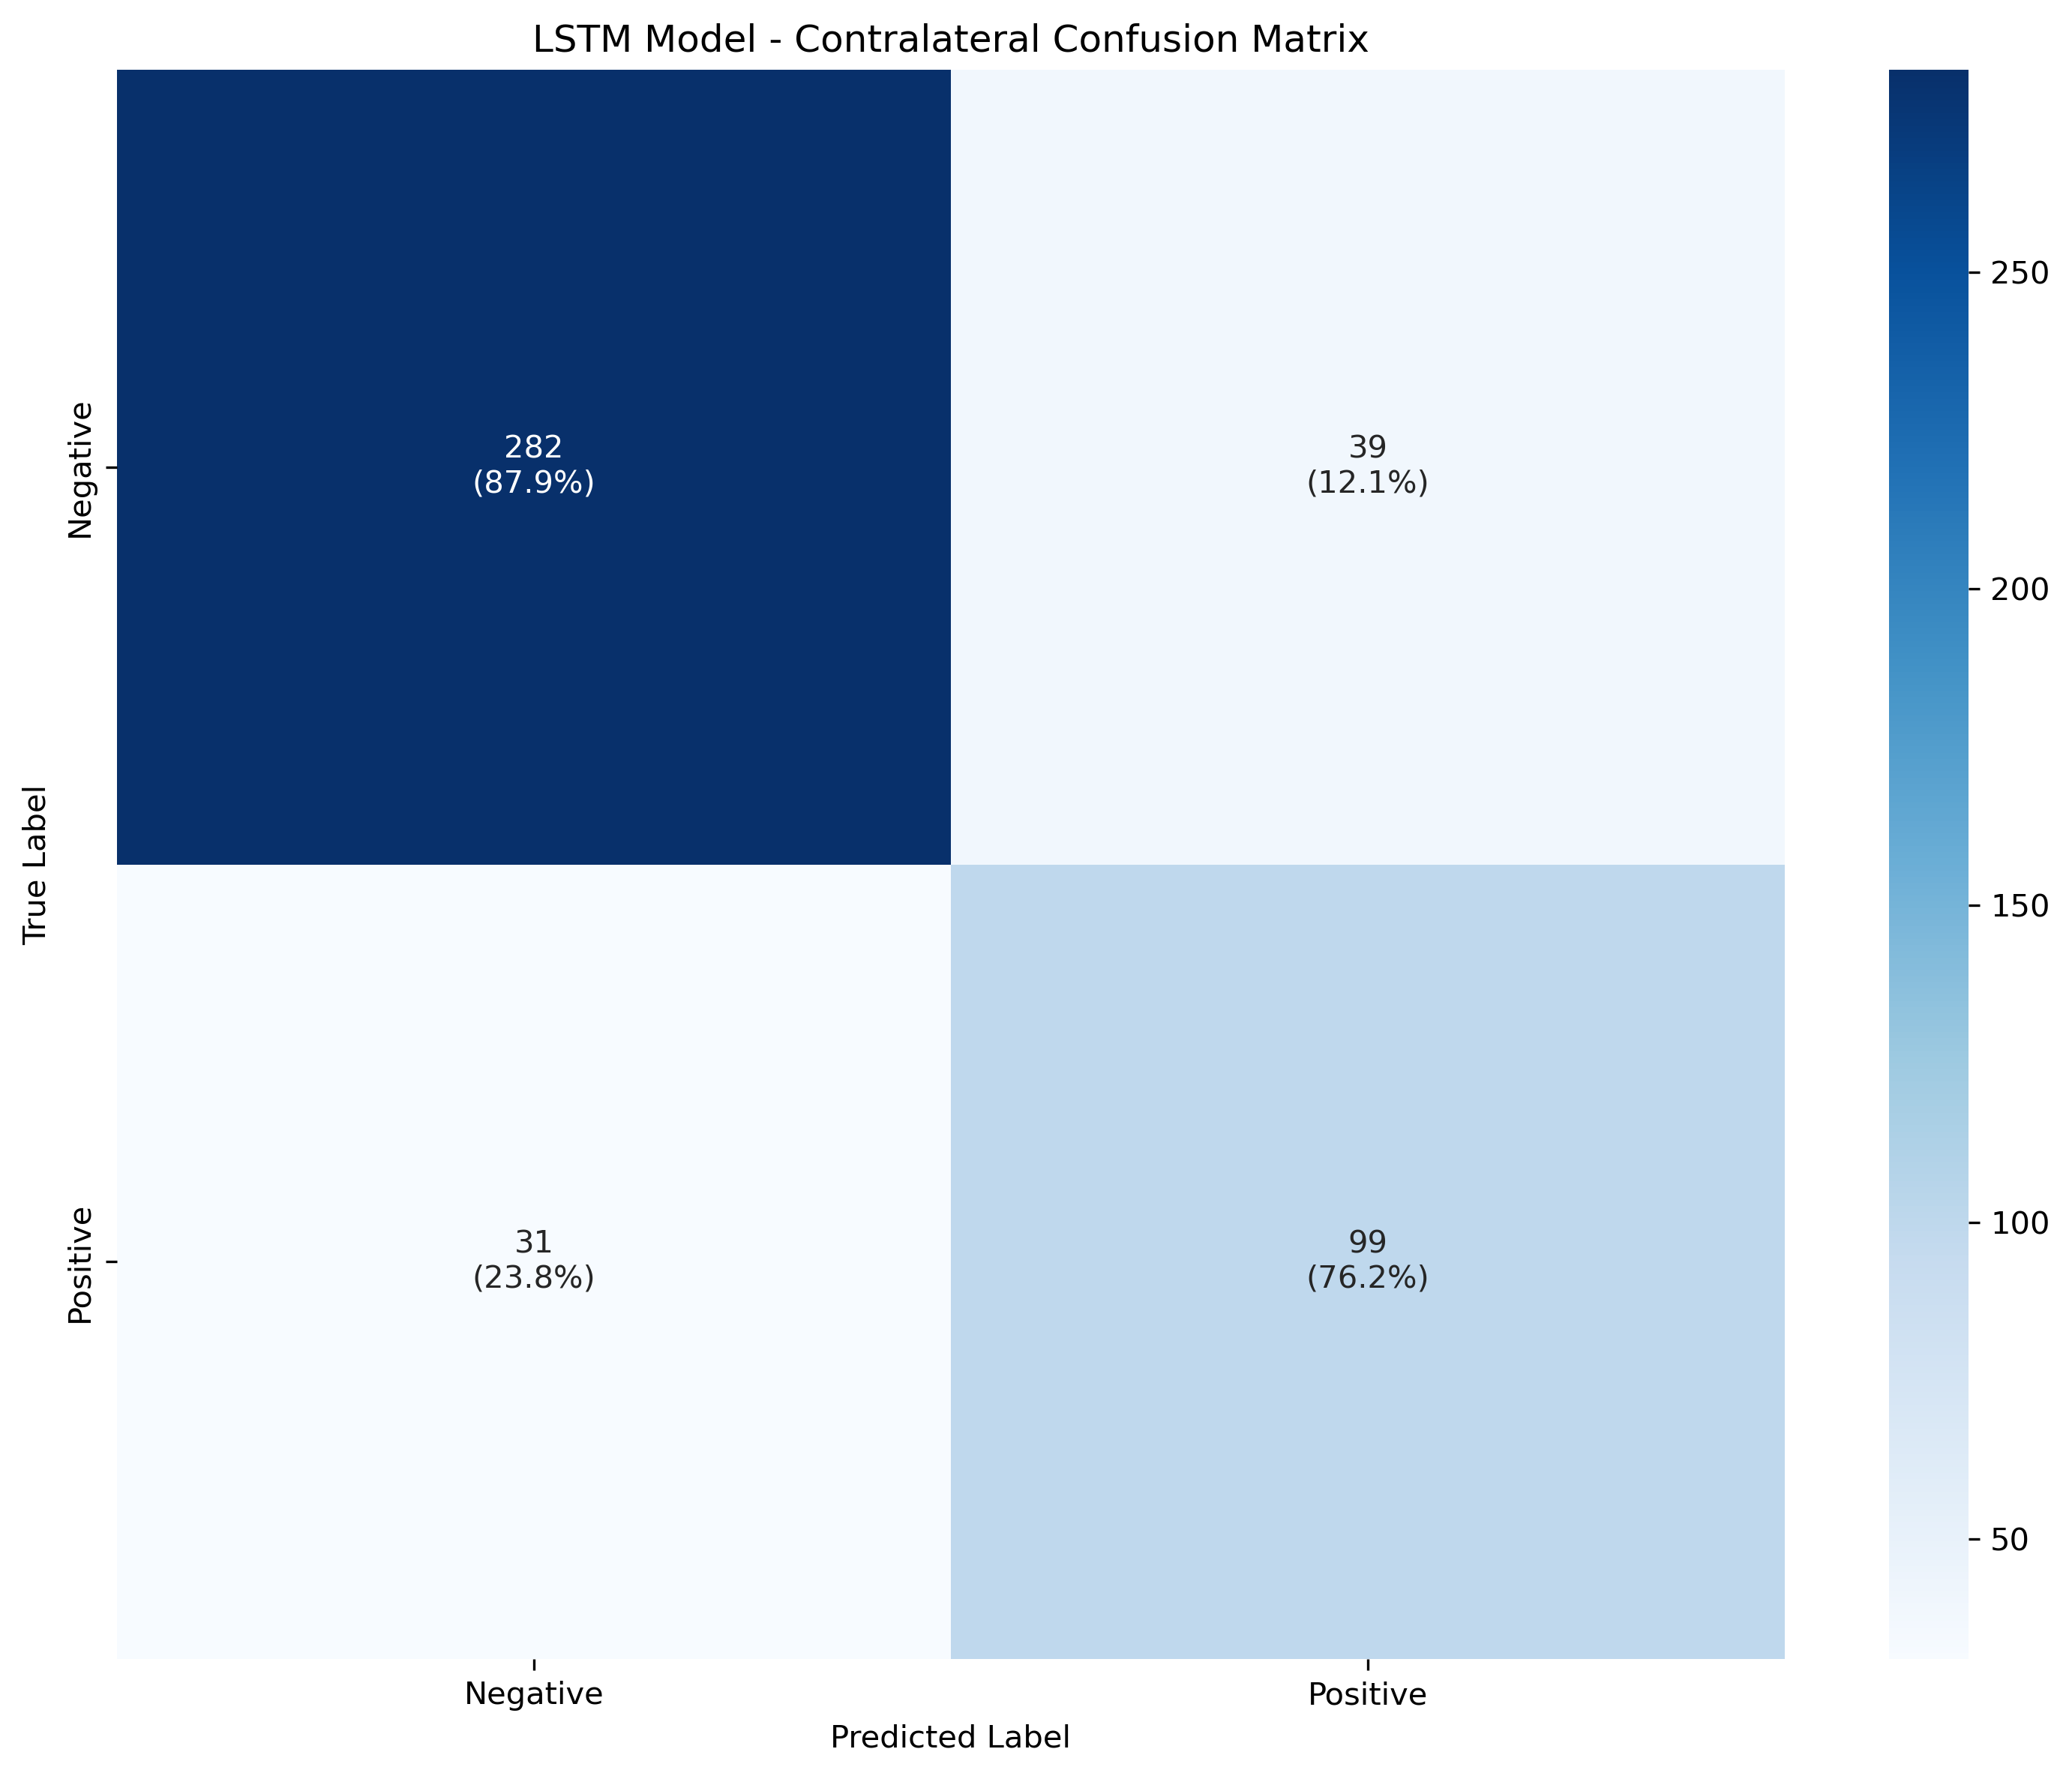 LSTM Model - Contralateral Confusion Matrix
True Label
Negative
282
(87.9%)
39
(12.1%)
Positive
31
(23.8%)
99
(76.2%)
Negative
Positive
Predicted Label
250
200
150
100
50